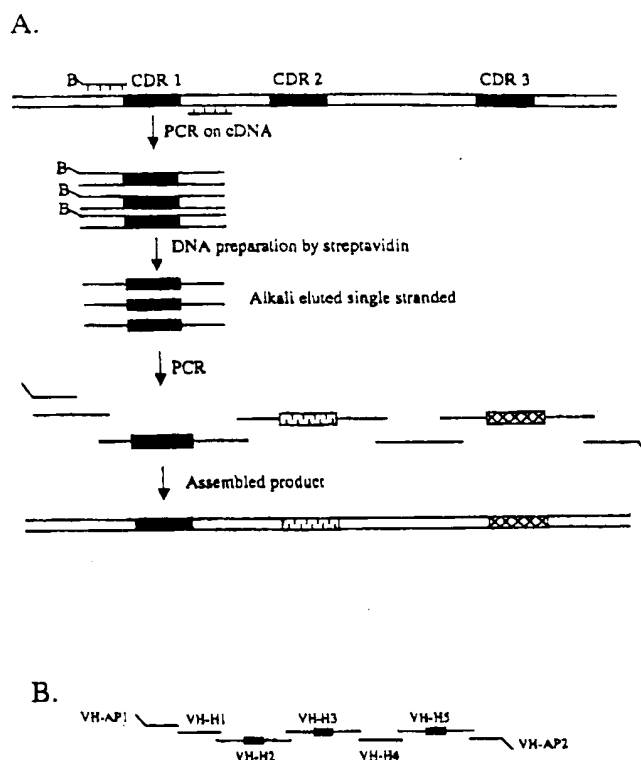 A.
B CDR 1 CDR 2 CDR 3
PCR on cDNA
B
B
B
DNA preparation by streptavidin
Alkali eluted single stranded
PCR
Assembled product
B.
VH-AP1 VH-H1 VH-H3 VH-H5
VH-H2 VH-H4 VH-AP2